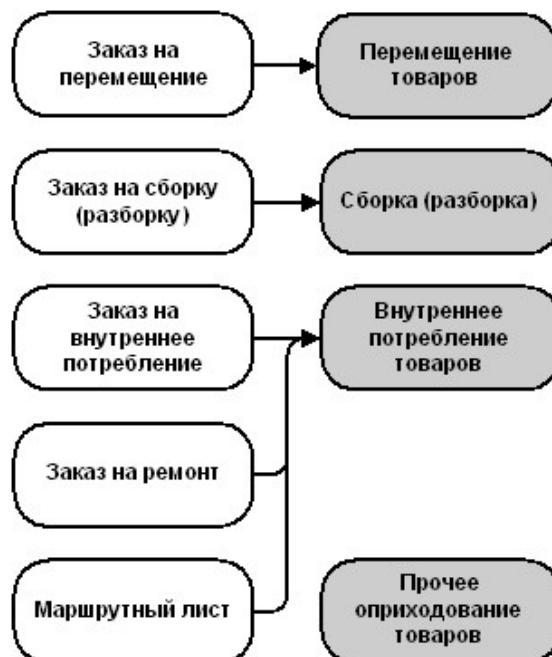 Заказ на
перемещение
Перемещение
товаров
Заказ на сборку
(разборку)
Сборка (разборка)
Заказ на
внутреннее
потребление
Внутреннее
потребление
товаров
Заказ на ремонт
Маршрутный лист
Прочее
оприходование
товаров